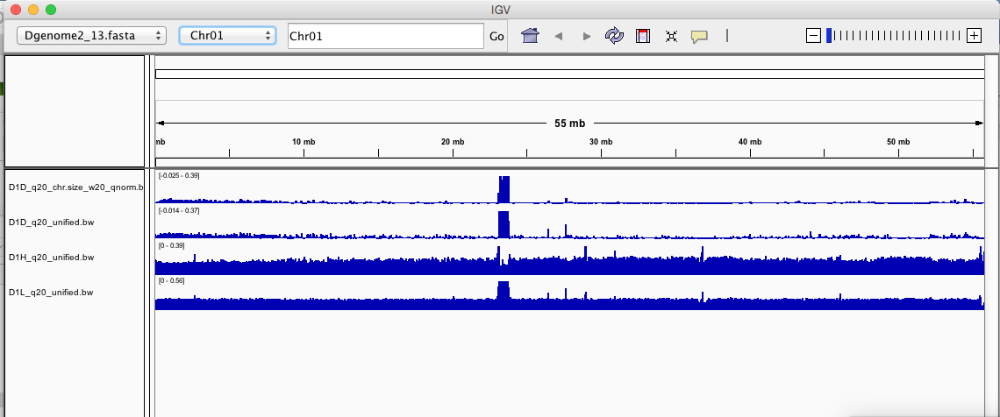 IGV
Dgenome2_13.fasta Chr01 Chr01 Go
55 mb
mb 10 mb 20 mb 30 mb 40 mb 50 mb
[-0.025 - 0.39]
D1D_q20_chr.size_w20_qnorm.b
[-0.014 - 0.37]
D1D_q20_unified.bw
[0 - 0.39]
D1H_q20_unified.bw
[0 - 0.56]
D1L_q20_unified.bw